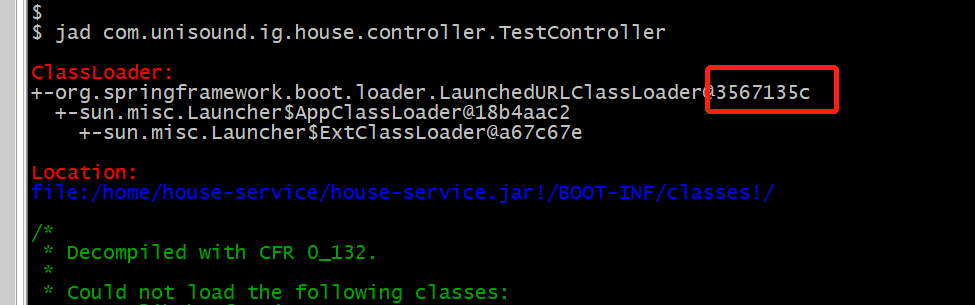 $
$ jad com.unisound.ig.house.controller.TestController
ClassLoader:
+-org.springframework.boot.loader.LaunchedURLClassLoader@3567135c
+-sun.misc.Launcher$AppClassLoader@18b4aac2
+-sun.misc.Launcher$ExtClassLoader@a67c67e
Location:
file:/home/house-service/house-service.jar!/BOOT-INF/classes!/
/*
* Decompiled with CFR 0_132.
*
* Could not load the following classes: